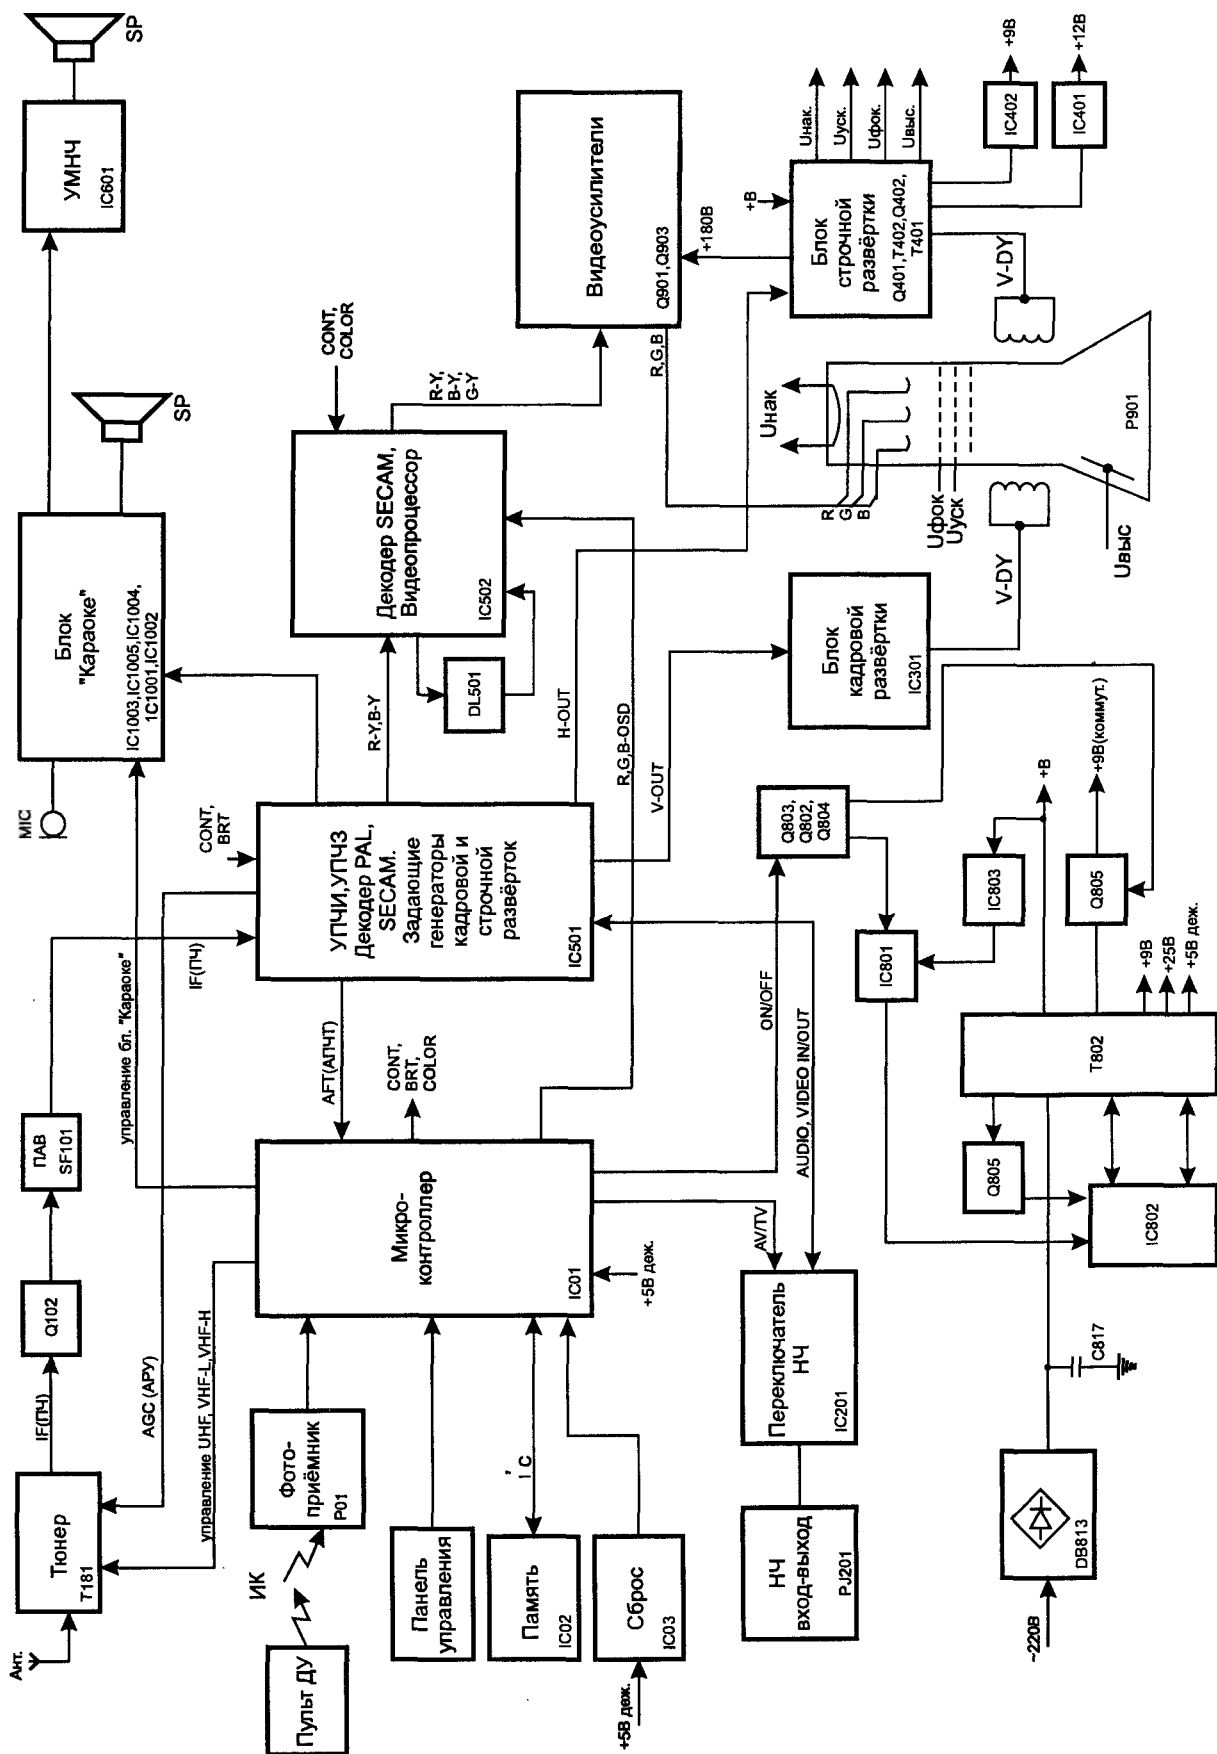 Ант.
Тюнер
T181
IF(ПЧ)
Q102
ПАВ
SF101
IF(ПЧ)
AGC (АРУ)
управление UHF, VHF-L,VHF-H
управление бл. "Караоке"
MIC
Блок
"Караоке"
IC1003,IC1005,IC1004,
1C1001,IC1002
SP
УМНЧ
IC601
SP
Пульт ДУ
ИК
Фото-
приёмник
P01
Панель
управления
Память
IC02
I'C
Сброс
IC03
+5В деж.
Микро-
контроллер
IC01
+5В деж.
AFT(АПЧТ)
CONT,
BRT,
COLOR
CONT,
BRT
УПЧИ,УПЧЗ
Декодер PAL,
SECAM.
Задающие
генераторы
кадровой и
строчной
развёрток
IC501
R-Y,B-Y
Декодер SECAM,
Видеопроцессор
IC502
DL501
CONT,
COLOR
R-Y,
B-Y,
G-Y
Видеоусилители
Q901,Q903
R,G,B
+180В
H-OUT
R,G,B-OSD
V-OUT
ON/OFF
AV/TV
AUDIO, VIDEO IN/OUT
НЧ
вход-выход
PJ201
Переключатель
НЧ
IC201
Блок
кадровой
развёртки
IC301
V-DY
Блок
строчной
развёртки
Q401,T402,Q402,
T401
+В
Uнак.
Uуск.
Uфок.
Uвыс.
IC402
+9В
IC401
+12В
V-DY
Uнак
R
G
B
Uфок
Uуск
Uвыс
P901
Q803,
Q802,
Q804
IC801
IC803
+В
Q805
+9В(коммут.)
+9В
+25В
+5В деж.
T802
Q805
IC802
C817
DB813
~220В